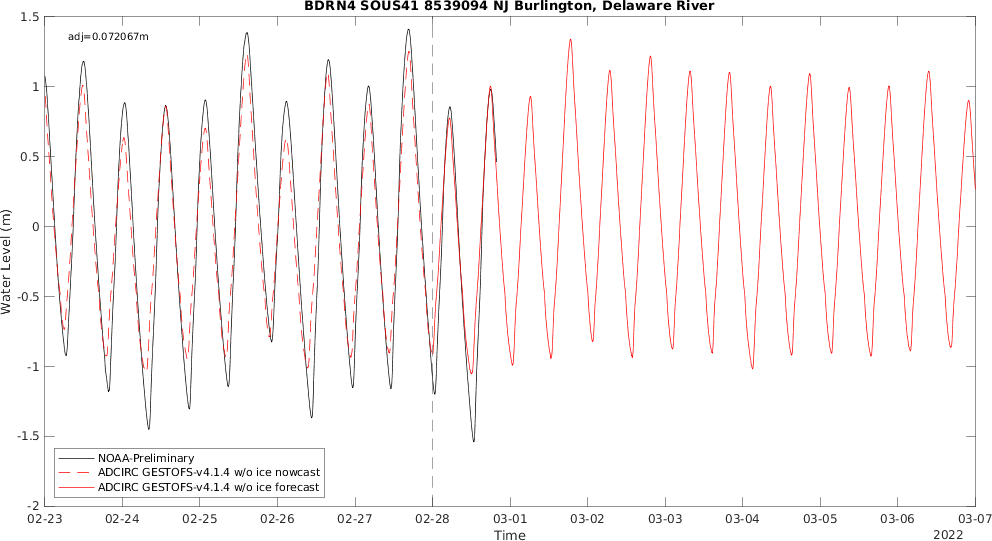 BDRN4 SOUS41 8539094 NJ Burlington, Delaware River
adj=0.072067m
1.5
1
0.5
0
-0.5
-1
-1.5
-2
Water Level (m)
NOAA-Preliminary
ADCIRC GESTOFS-v4.1.4 w/o ice nowcast
ADCIRC GESTOFS-v4.1.4 w/o ice forecast
02-23 02-24 02-25 02-26 02-27 02-28 03-01 03-02 03-03 03-04 03-05 03-06 03-07
Time
2022